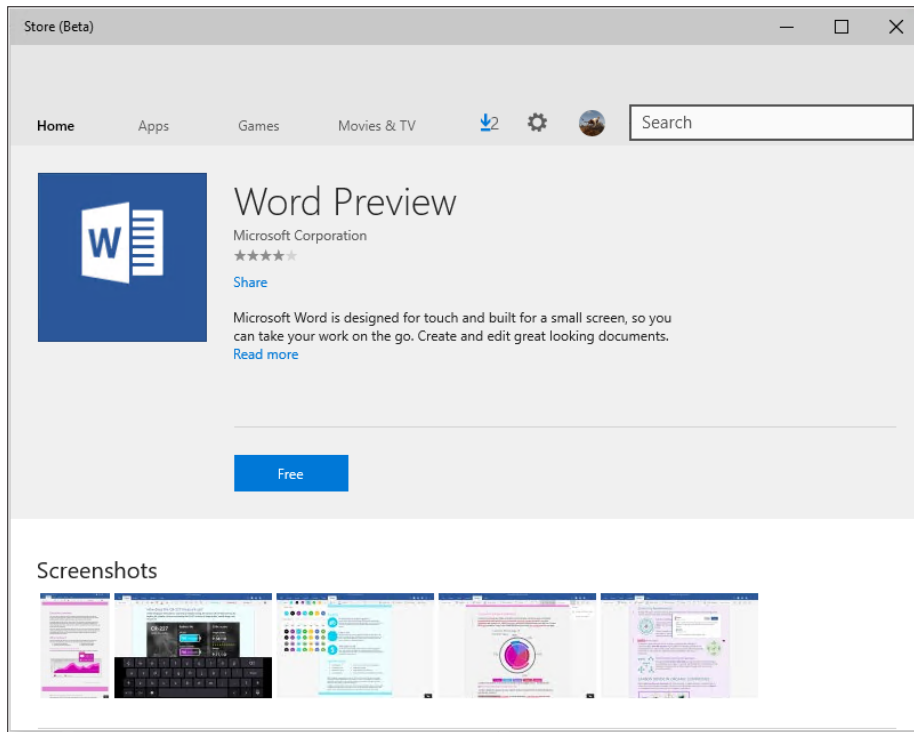 Store (Beta)
Home Apps Games Movies & TV 2 Search
W
Word Preview
Microsoft Corporation
Share
Microsoft Word is designed for touch and built for a small screen, so you
can take your work on the go. Create and edit great looking documents.
Read more
Free
Screenshots